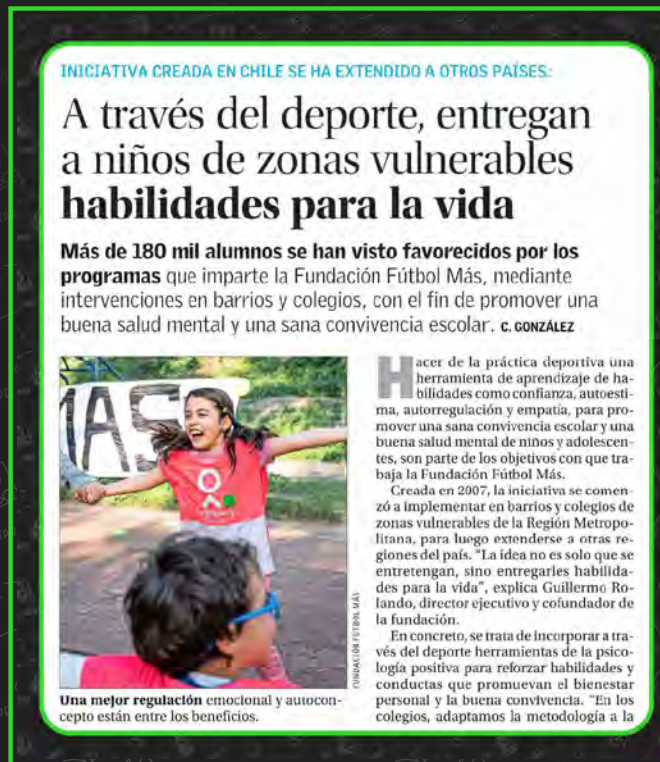 INICIATIVA CREADA EN CHILE SE HA EXTENDIDO A OTROS PAÍSES:
A través del deporte, entregan
a niños de zonas vulnerables
habilidades para la vida
Más de 180 mil alumnos se han visto favorecidos por los
programas que imparte la Fundación Fútbol Más, mediante
intervenciones en barrios y colegios, con el fin de promover una
buena salud mental y una sana convivencia escolar. C. GONZÁLEZ
MAS
FUNDACIÓN FÚTBOL MÁS
Una mejor regulación emocional y autocon-
cepto están entre los beneficios.
Hacer de la práctica deportiva una
herramienta de aprendizaje de ha-
bilidades como confianza, autoesti-
ma, autorregulación y empatía, para pro-
mover una sana convivencia escolar y una
buena salud mental de niños y adolescen-
tes, son parte de los objetivos con que tra-
baja la Fundación Fútbol Más.
Creada en 2007, la iniciativa se comen-
zó a implementar en barrios y colegios de
zonas vulnerables de la Región Metropo-
litana, para luego extenderse a otras re-
giones del país. “La idea no es solo que se
entretengan, sino entregarles habilida-
des para la vida”, explica Guillermo Ro-
lando, director ejecutivo y cofundador de
la fundación.
En concreto, se trata de incorporar a tra-
vés del deporte herramientas de la psico-
logía positiva para reforzar habilidades y
conductas que promuevan el bienestar
personal y la buena convivencia. “En los
colegios, adaptamos la metodología a la